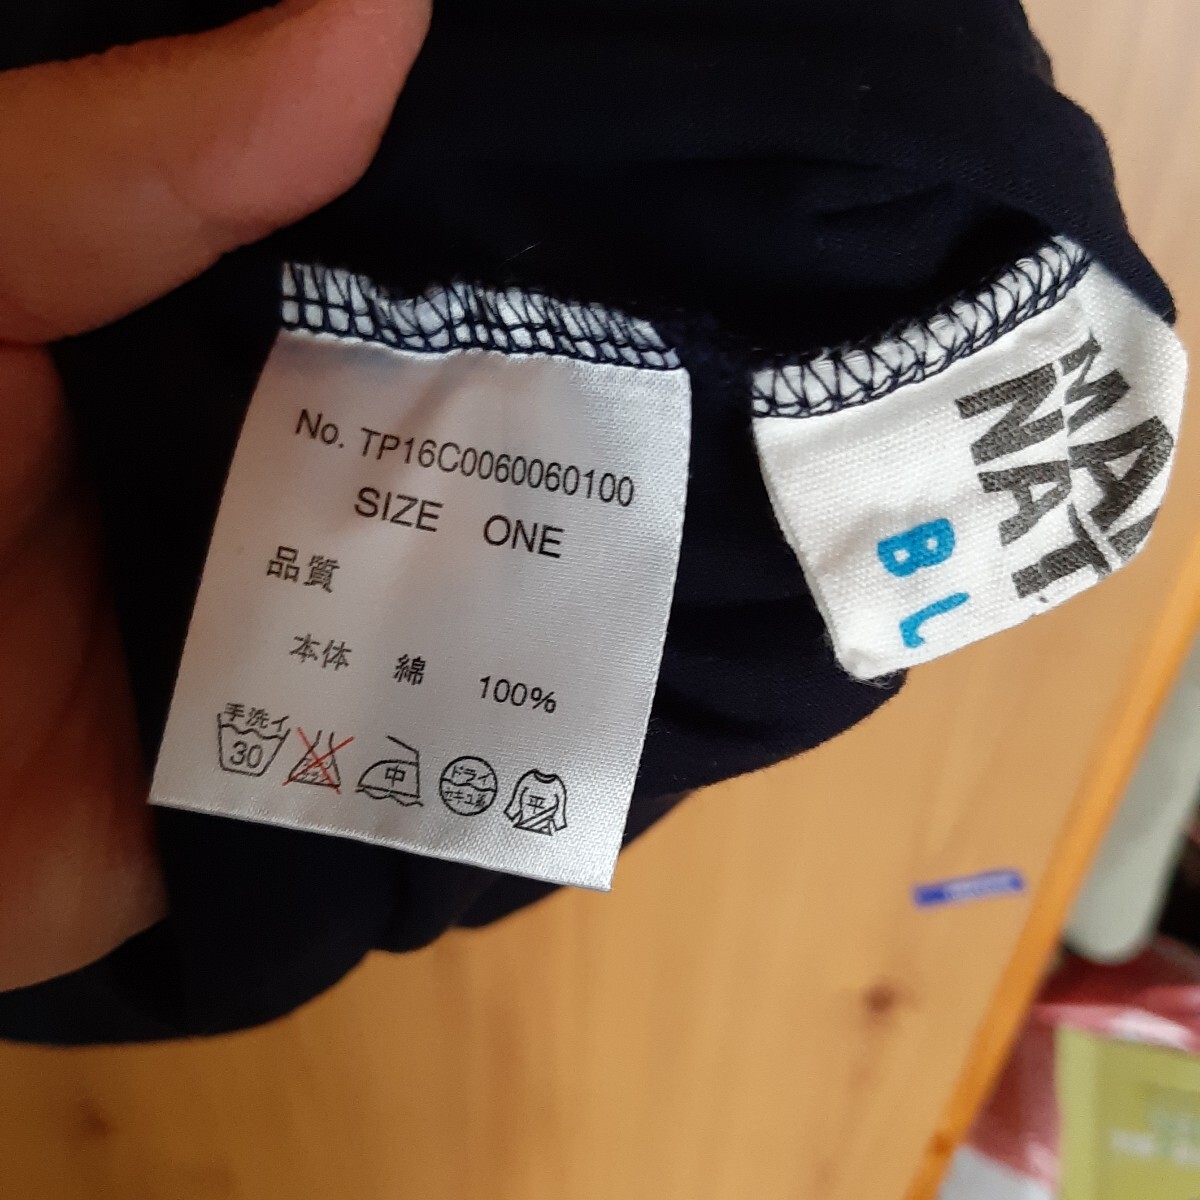 No. TP16C0060060100
SIZE ONE
品質
本体 綿 100%
手洗イ
30
中
ドライ
平
BL